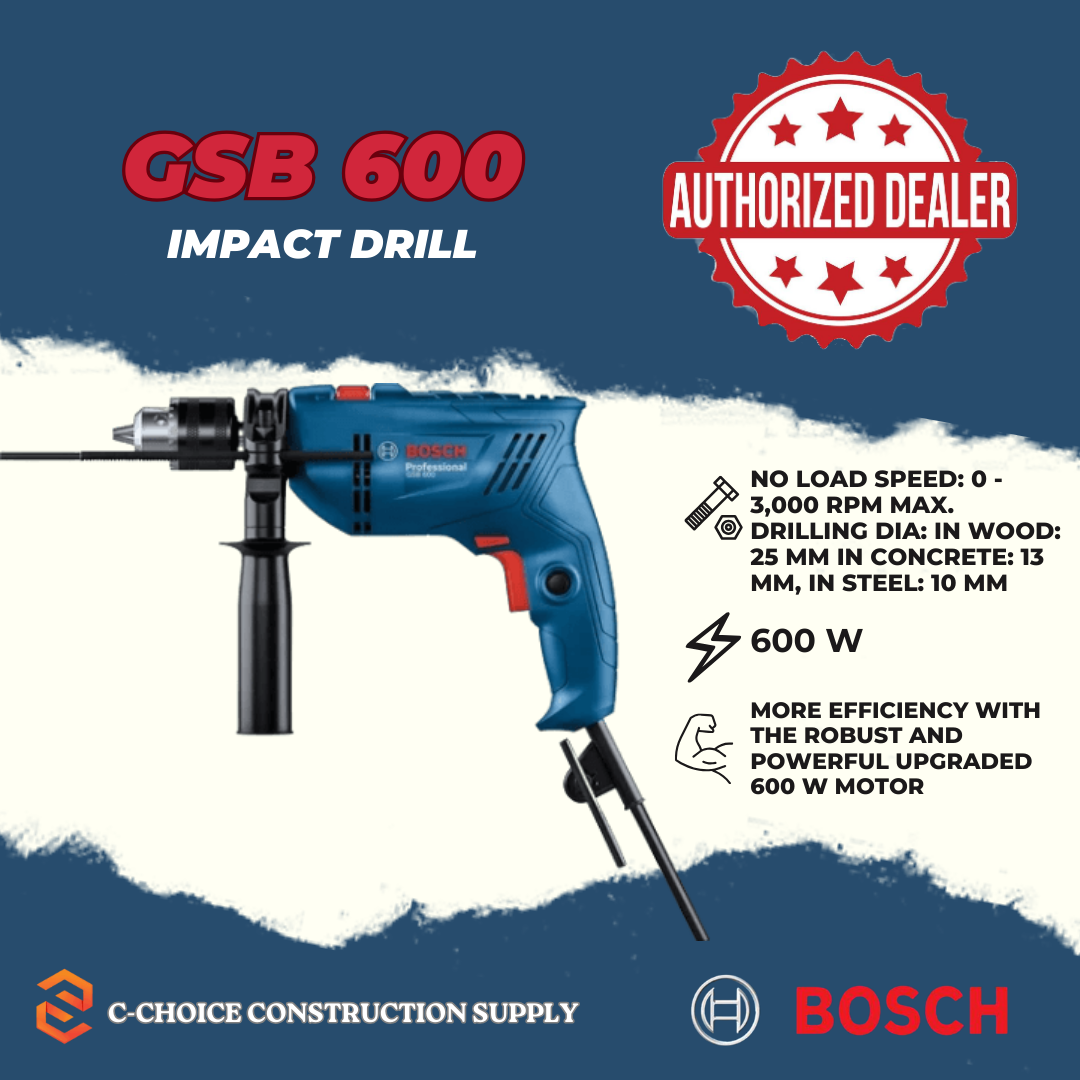 GSB 600
IMPACT DRILL
AUTHORIZED DEALER
BOSCH
Professional
GSB 600
NO LOAD SPEED: 0 -
3,000 RPM MAX.
DRILLING DIA: IN WOOD:
25 MM IN CONCRETE: 13
MM, IN STEEL: 10 MM
600 W
MORE EFFICIENCY WITH
THE ROBUST AND
POWERFUL UPGRADED
600 W MOTOR
C-CHOICE CONSTRUCTION SUPPLY
BOSCH